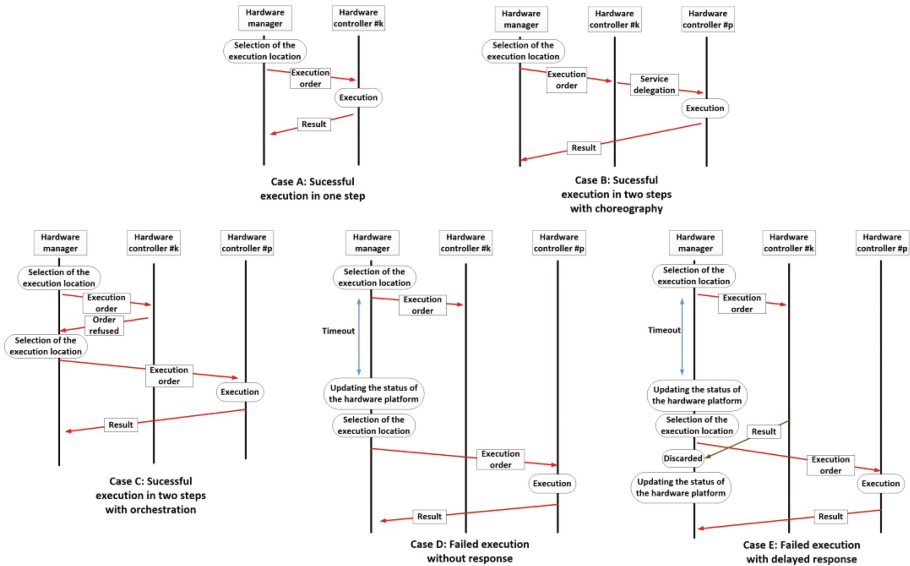 Hardware
manager
Hardware
controller #k
Selection of the
execution location
Execution
order
Execution
Result
Case A: Sucessful
execution in one step
Hardware
manager
Hardware
controller #k
Hardware
controller #p
Selection of the
execution location
Execution
order
Service
delegation
Execution
Result
Case B: Sucessful
execution in two steps
with choreography
Hardware
manager
Hardware
controller #k
Hardware
controller #p
Selection of the
execution location
Execution
order
Order
refused
Selection of the
execution location
Execution
order
Execution
Result
Case C: Sucessful
execution in two steps
with orchestration
Hardware
manager
Hardware
controller #k
Hardware
controller #p
Selection of the
execution location
Execution
order
Timeout
Updating the status of
the hardware platform
Selection of the
execution location
Execution
order
Execution
Result
Case D: Failed execution
without response
Hardware
manager
Hardware
controller #k
Hardware
controller #p
Selection of the
execution location
Execution
order
Timeout
Updating the status of
the hardware platform
Selection of the
execution location
Result
Discarded
Execution
order
Updating the status of
the hardware platform
Execution
Result
Case E: Failed execution
with delayed response